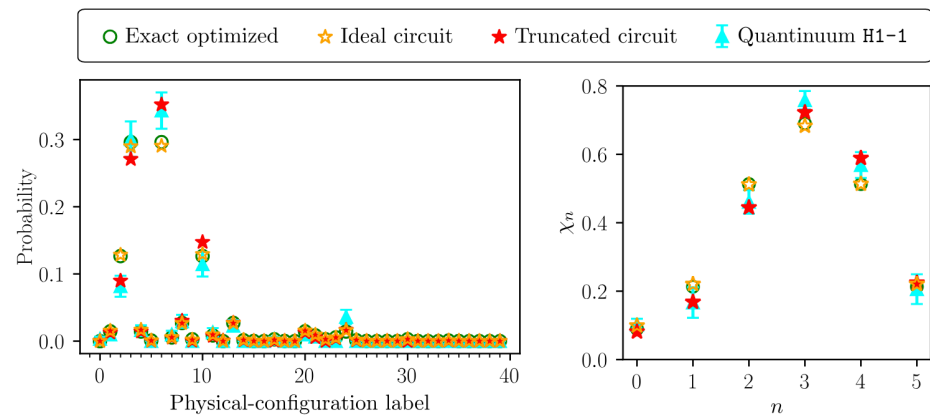 Exact optimized
Ideal circuit
Truncated circuit
Quantinuum H1-1
Probability
0.3
0.2
0.1
0.0
0
10
20
30
40
Physical-configuration label
χₙ
0.8
0.6
0.4
0.2
0.0
0
1
2
3
4
5
n